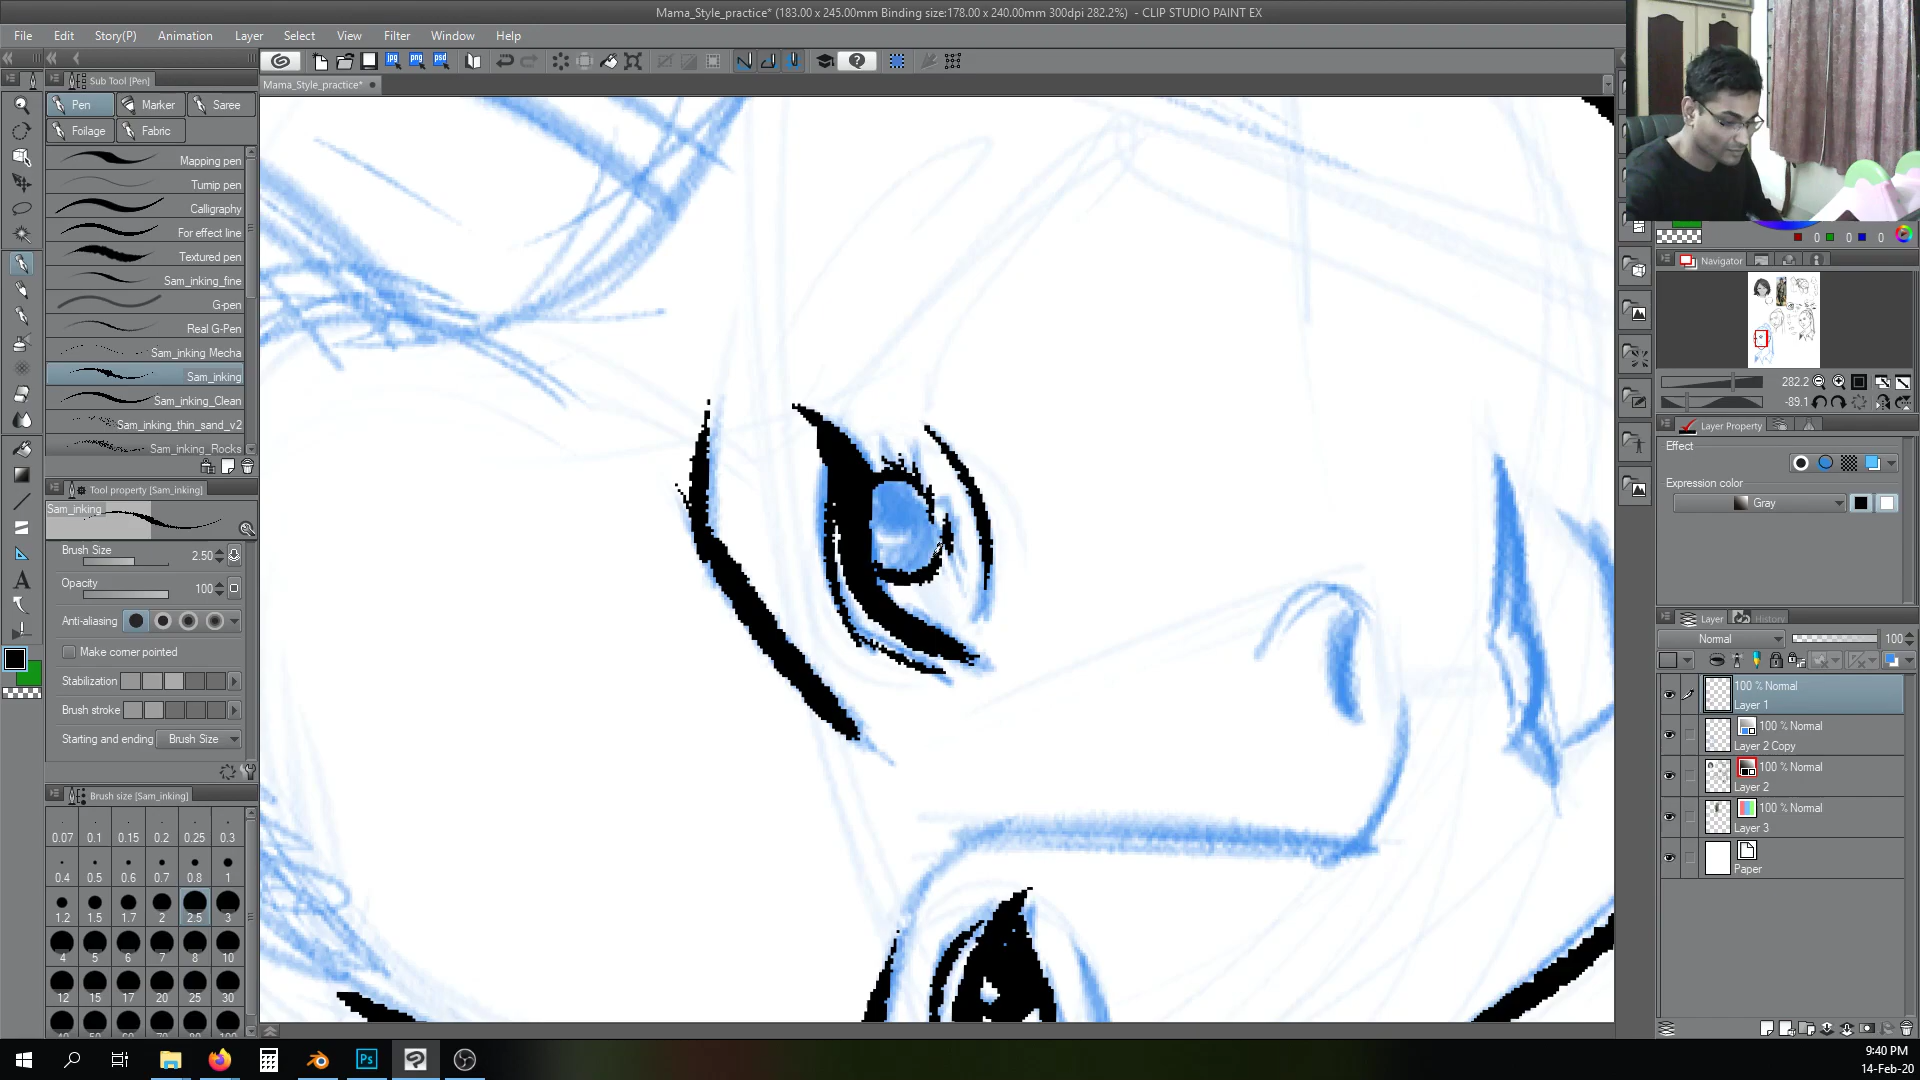 Mama_Style_practice* (183.00 x 245.00mm Binding size:178.00 x 240.00mm 300dpi 282.2%) - CLIP STUDIO PAINT EX
File Edit Story(P) Animation Layer Select View Filter Window Help
jpg png psd
Sub Tool [Pen]
Mama_Style_practice*
Pen Marker Saree
Foilage Fabric
Mapping pen
Turnip pen
Calligraphy
For effect line
Textured pen
Sam_inking_fine
G-pen
Real G-Pen
Sam_inking Mecha
Sam_inking
Sam_inking_Clean
Sam_inking_thin_sand_v2
Sam_inking_Rocks
Tool property [Sam_inking]
Sam_inking
Brush Size 2.50
Opacity 100
Anti-aliasing
Make corner pointed
Stabilization
Brush stroke
Starting and ending Brush Size
Brush size [Sam_inking]
0.07 0.1 0.15 0.2 0.25 0.3
0.4 0.5 0.6 0.7 0.8 1
1.2 1.5 1.7 2 2.5 3
4 5 6 7 8 10
12 15 17 20 25 30
0 0 0
Navigator
282.2
-89.1
Layer Property
Effect
Expression color
Gray
Layer History
Normal 100
100 % Normal
Layer 1
100 % Normal
Layer 2 Copy
100 % Normal
Layer 2
100 % Normal
Layer 3
Paper
Ps
9:40 PM
14-Feb-20